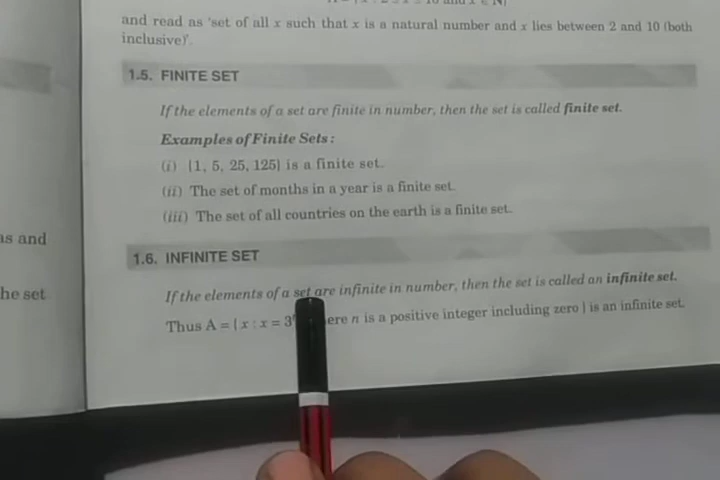 and x ∈ N}
and read as 'set of all x such that x is a natural number and x lies between 2 and 10 (both
inclusive)'.
1.5. FINITE SET
If the elements of a set are finite in number, then the set is called finite set.
Examples of Finite Sets :
(i) {1, 5, 25, 125} is a finite set.
(ii) The set of months in a year is a finite set.
(iii) The set of all countries on the earth is a finite set.
as and
1.6. INFINITE SET
he set
If the elements of a set are infinite in number, then the set is called an infinite set.
Thus A = { x : x = 3 ere n is a positive integer including zero } is an infinite set.